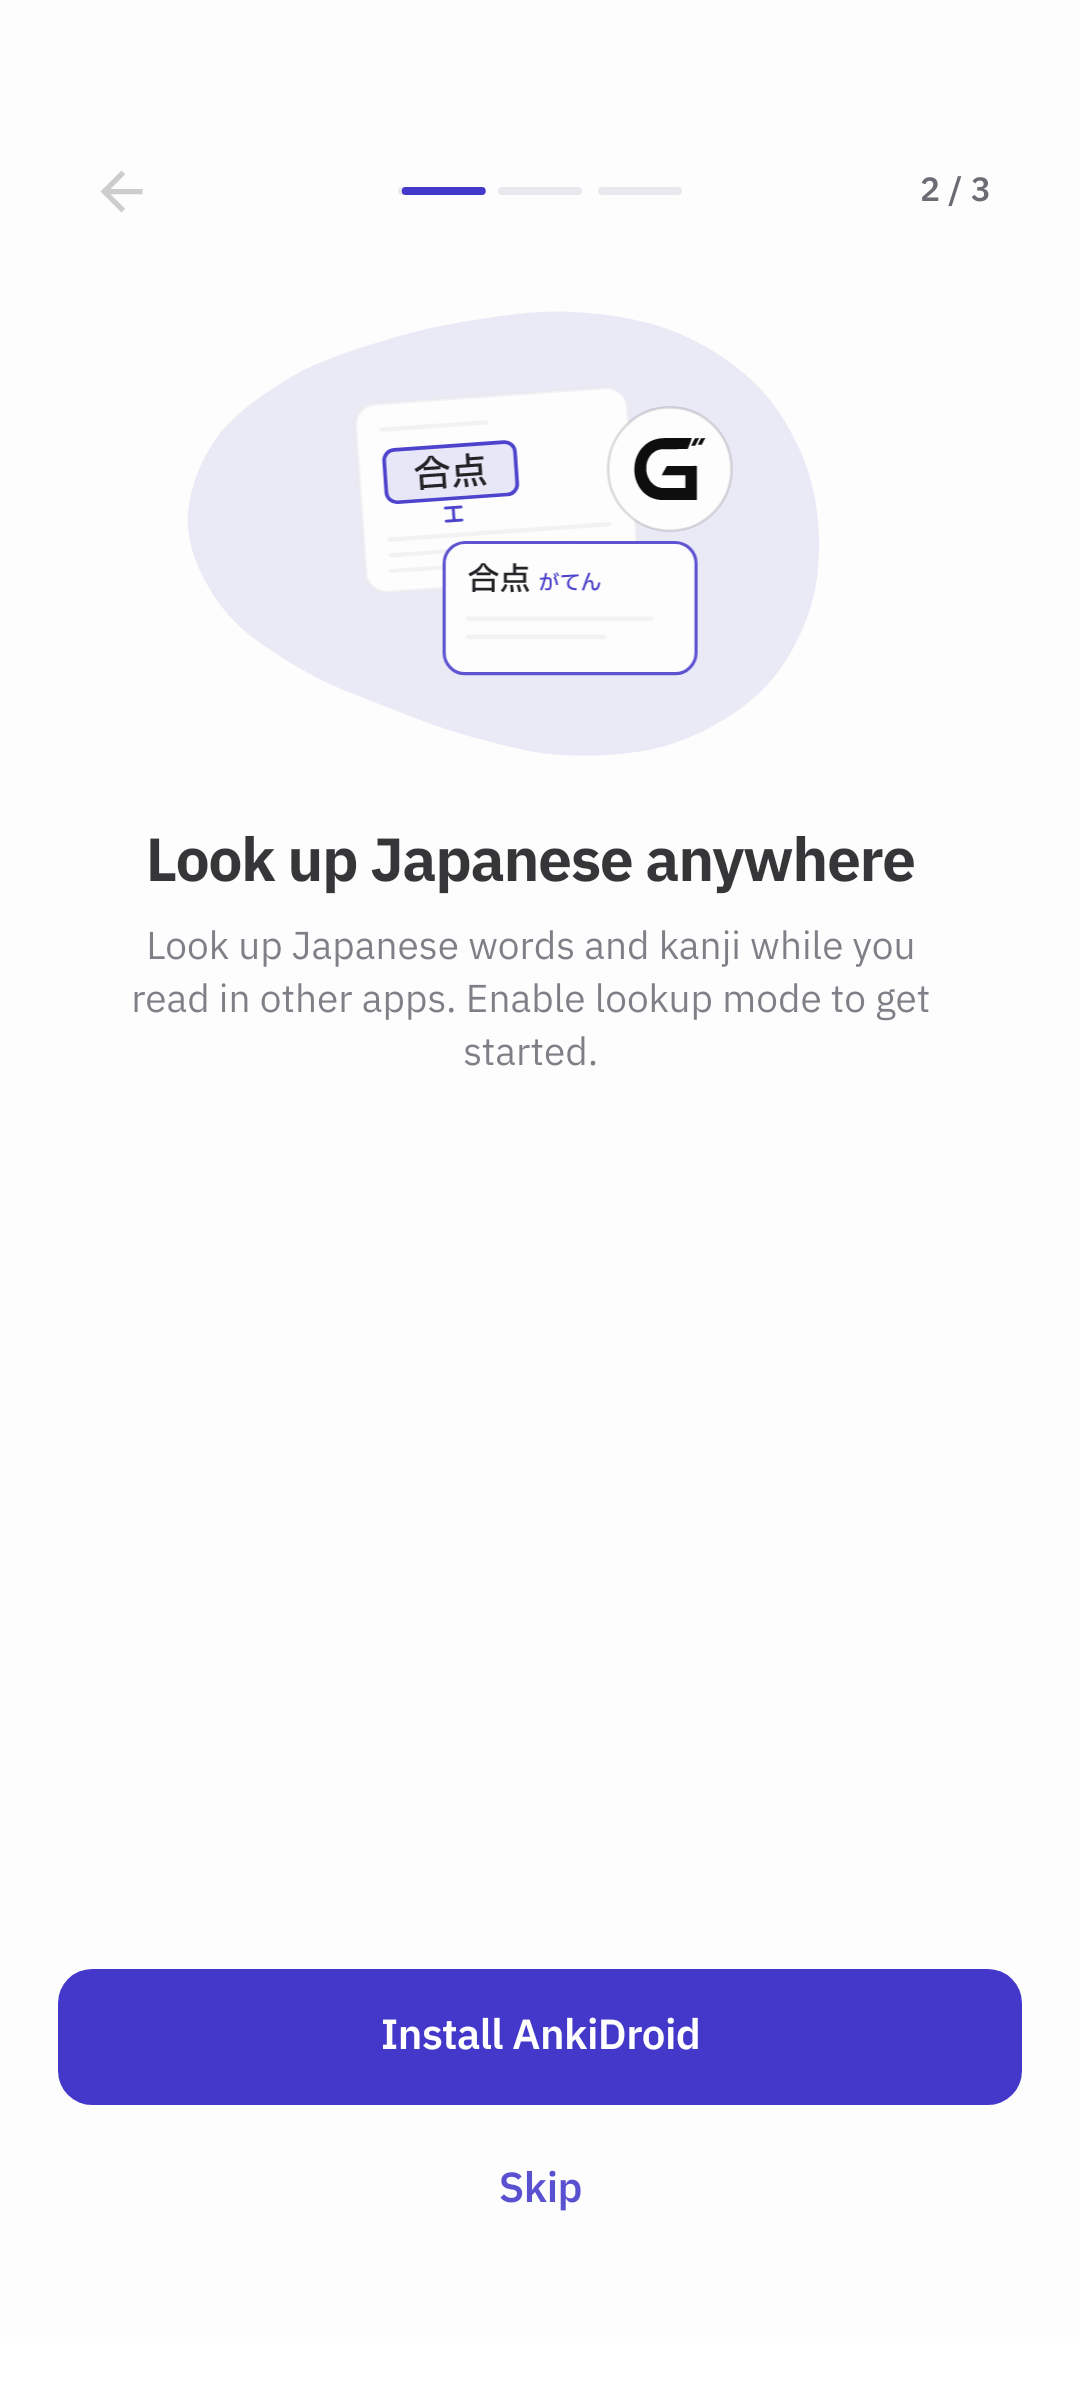 2 / 3
合点
合点 がてん
Look up Japanese anywhere
Look up Japanese words and kanji while you
read in other apps. Enable lookup mode to get
started.
Install AnkiDroid
Skip